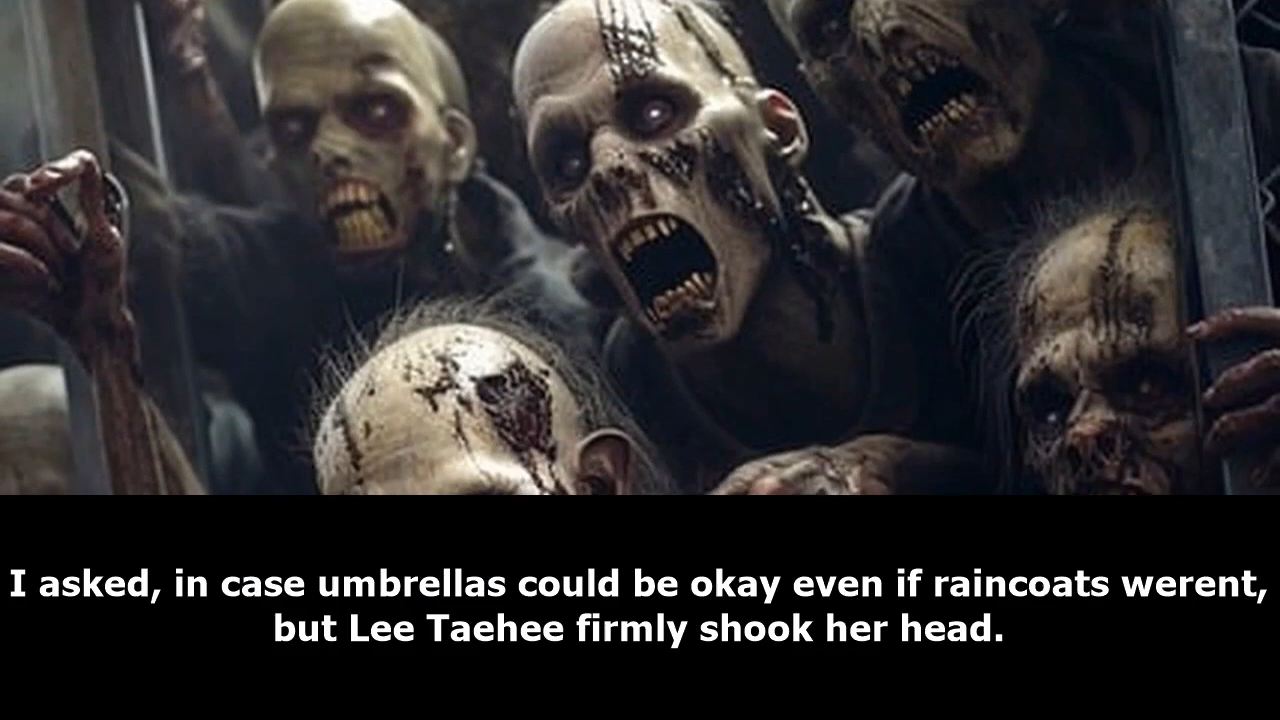 I asked, in case umbrellas could be okay even if raincoats werent,
but Lee Taehee firmly shook her head.